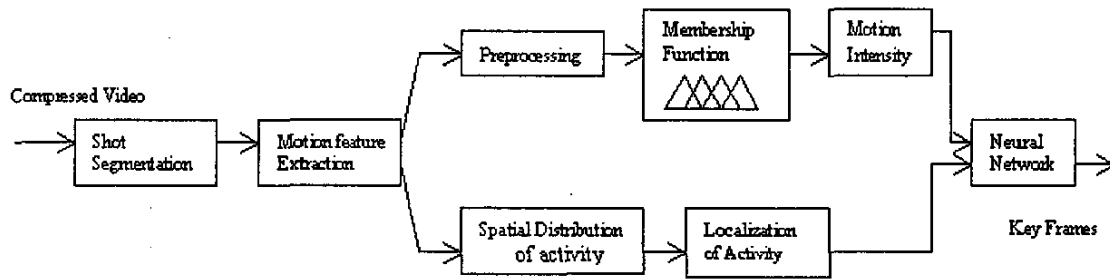 Compressed Video
Shot
Segmentation
Motion feature
Extraction
Preprocessing
Membership
Function
Motion
Intensity
Spatial Distribution
of activity
Localization
of Activity
Neural
Network
Key Frames